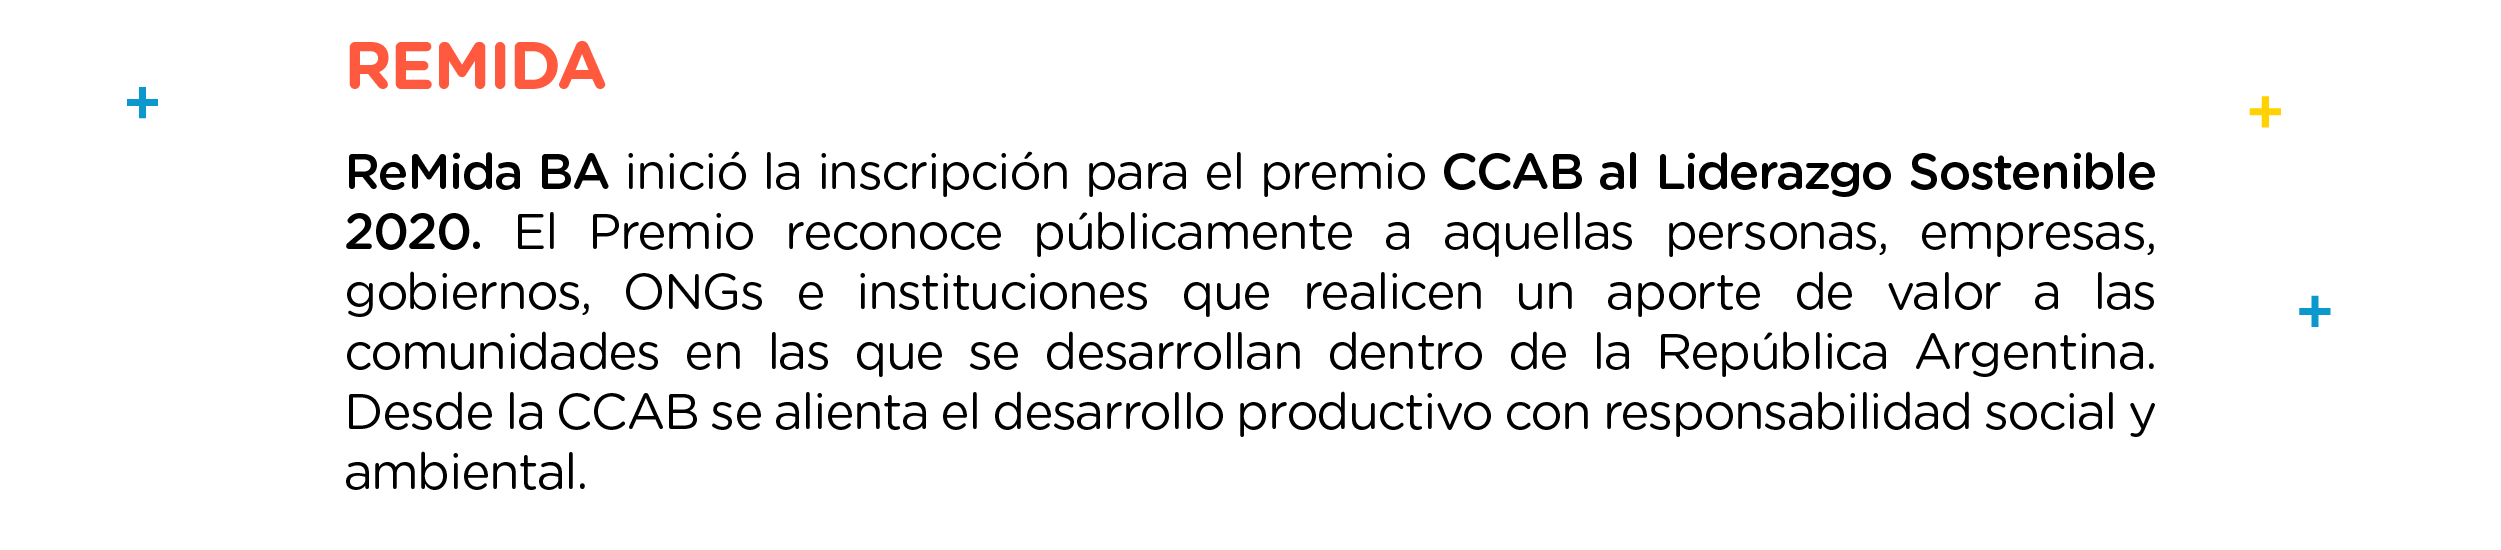 REMIDA
ReMida BA inició la inscripción para el premio CCAB al Liderazgo Sostenible
2020. El Premio reconoce públicamente a aquellas personas, empresas,
gobiernos, ONGs e instituciones que realicen un aporte de valor a las
comunidades en las que se desarrollan dentro de la República Argentina.
Desde la CCAB se alienta el desarrollo productivo con responsabilidad social y
ambiental.